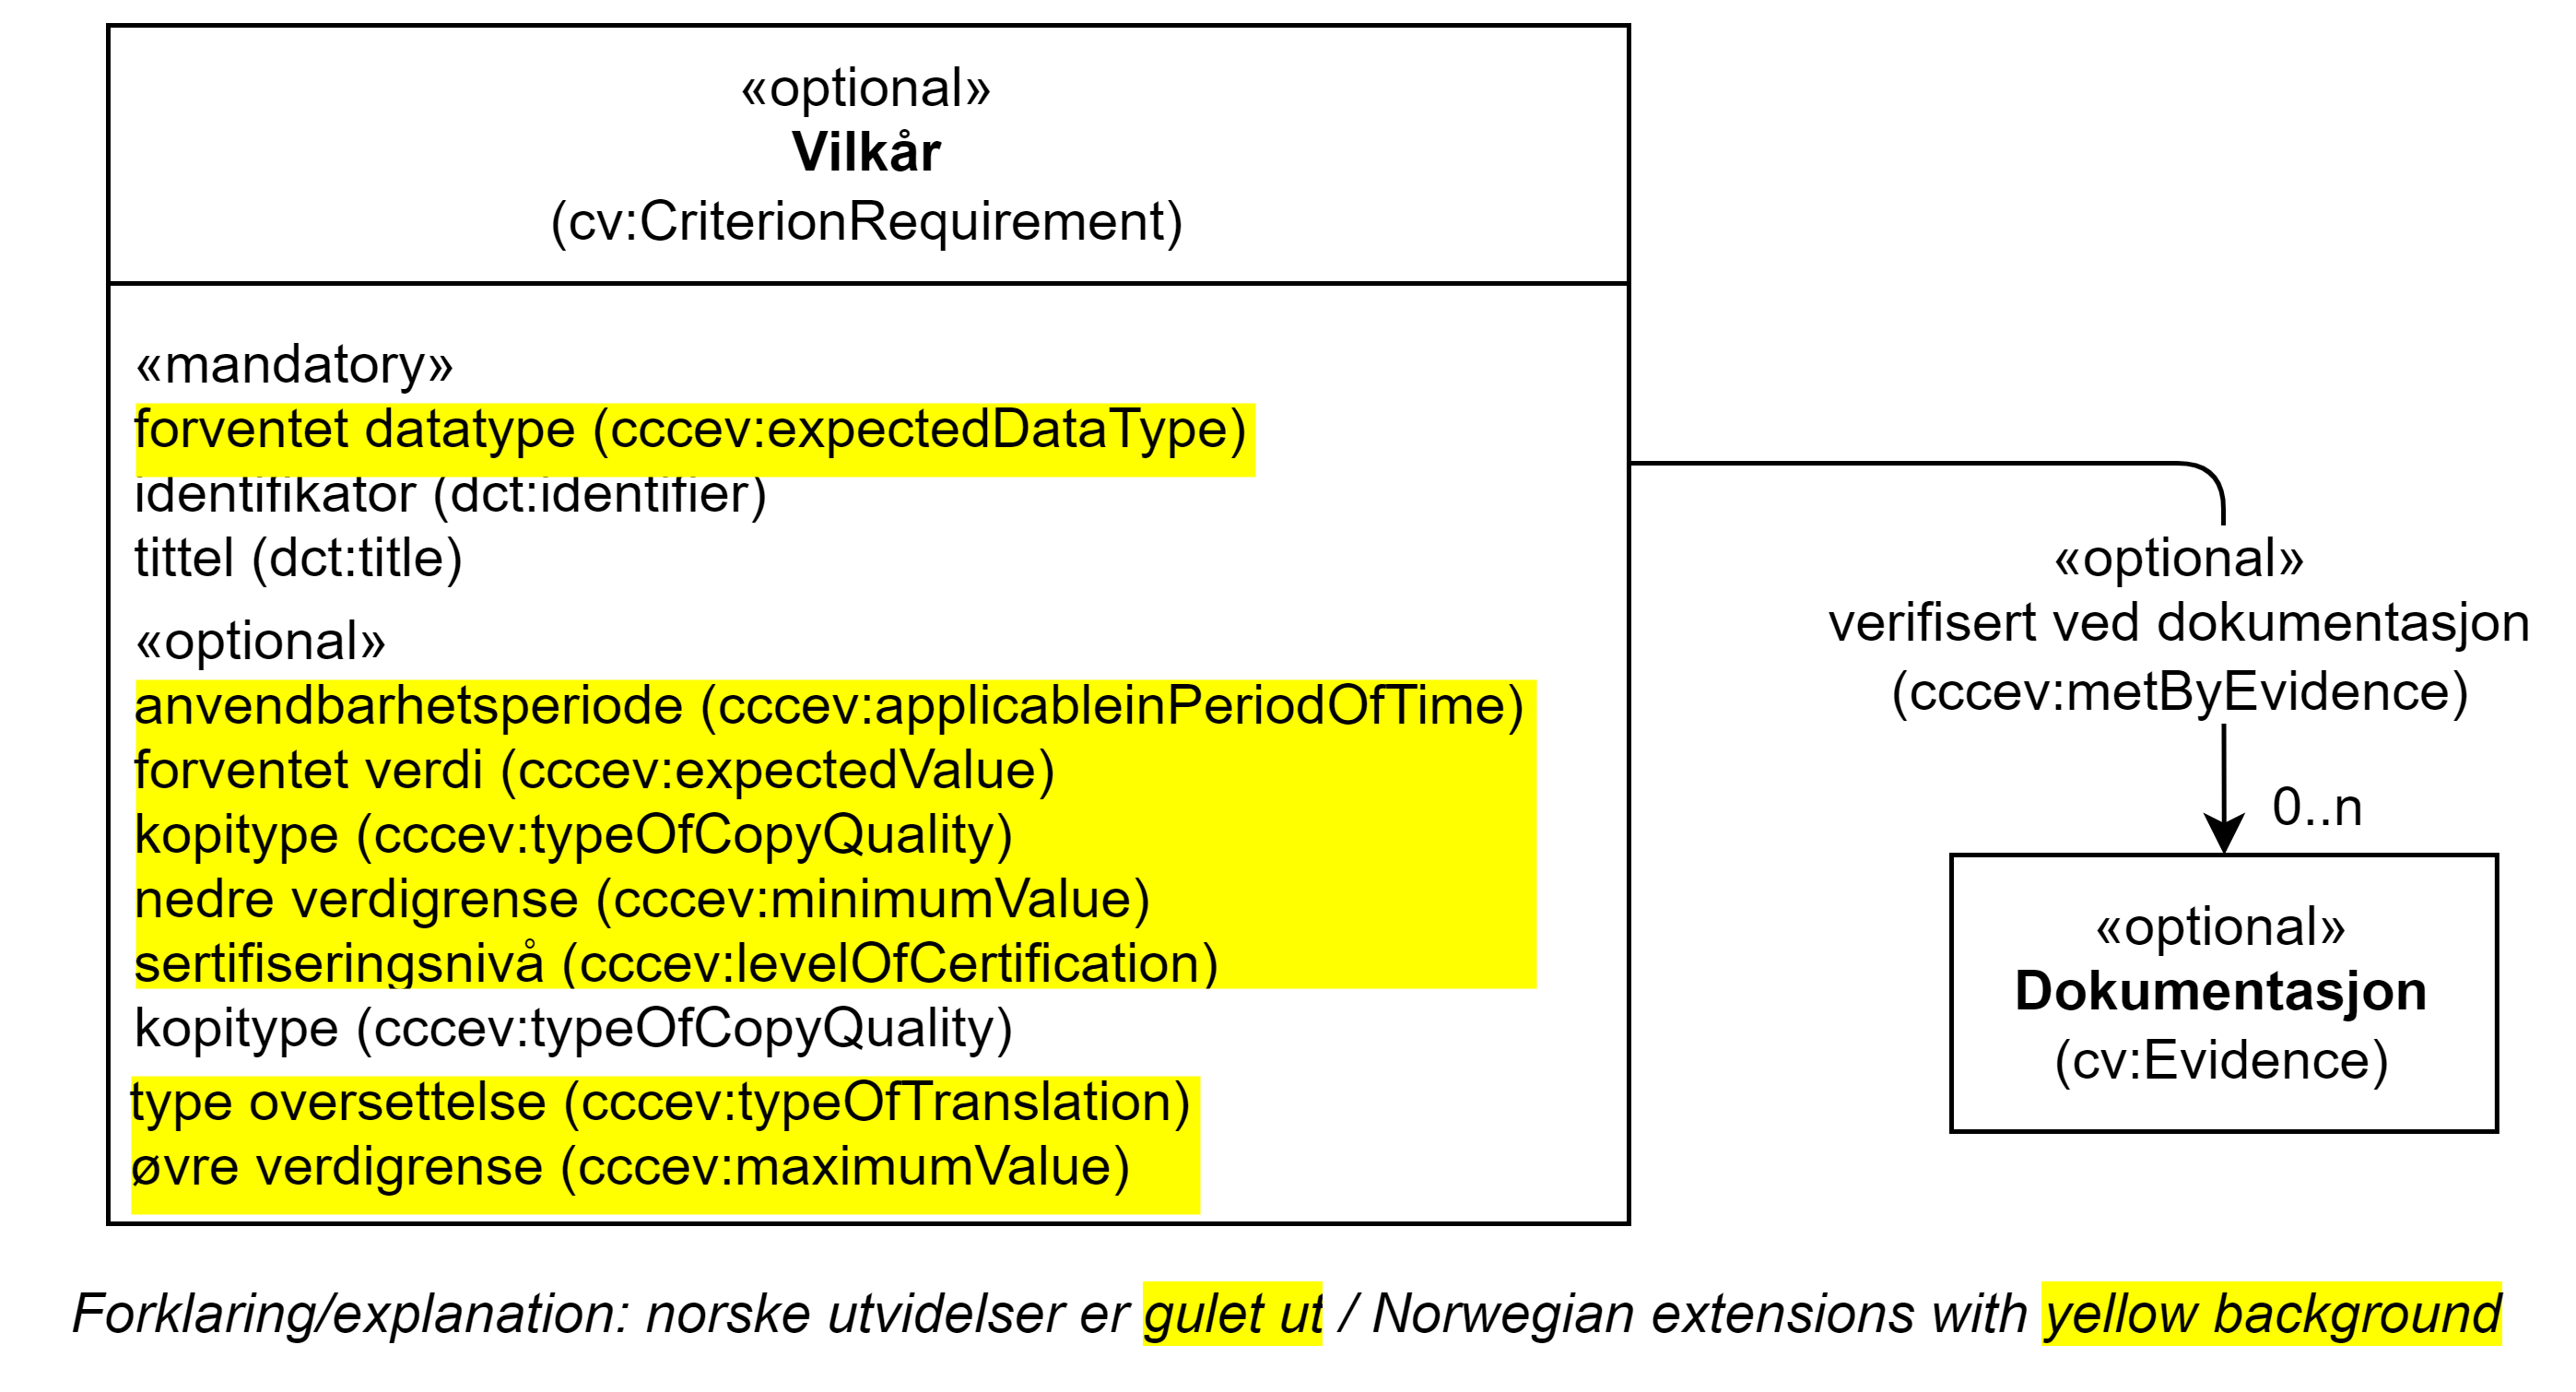 «optional»
Vilkår
(cv:CriterionRequirement)
«mandatory»
forventet datatype (cccev:expectedDataType)
identifikator (dct:identifier)
tittel (dct:title)
«optional»
anvendbarhetsperiode (cccev:applicableinPeriodOfTime)
forventet verdi (cccev:expectedValue)
kopitype (cccev:typeOfCopyQuality)
nedre verdigrense (cccev:minimumValue)
sertifiseringsnivå (cccev:levelOfCertification)
kopitype (cccev:typeOfCopyQuality)
type oversettelse (cccev:typeOfTranslation)
øvre verdigrense (cccev:maximumValue)
«optional»
verifisert ved dokumentasjon
(cccev:metByEvidence)
0..n
«optional»
Dokumentasjon
(cv:Evidence)
Forklaring/explanation: norske utvidelser er gulet ut / Norwegian extensions with yellow background